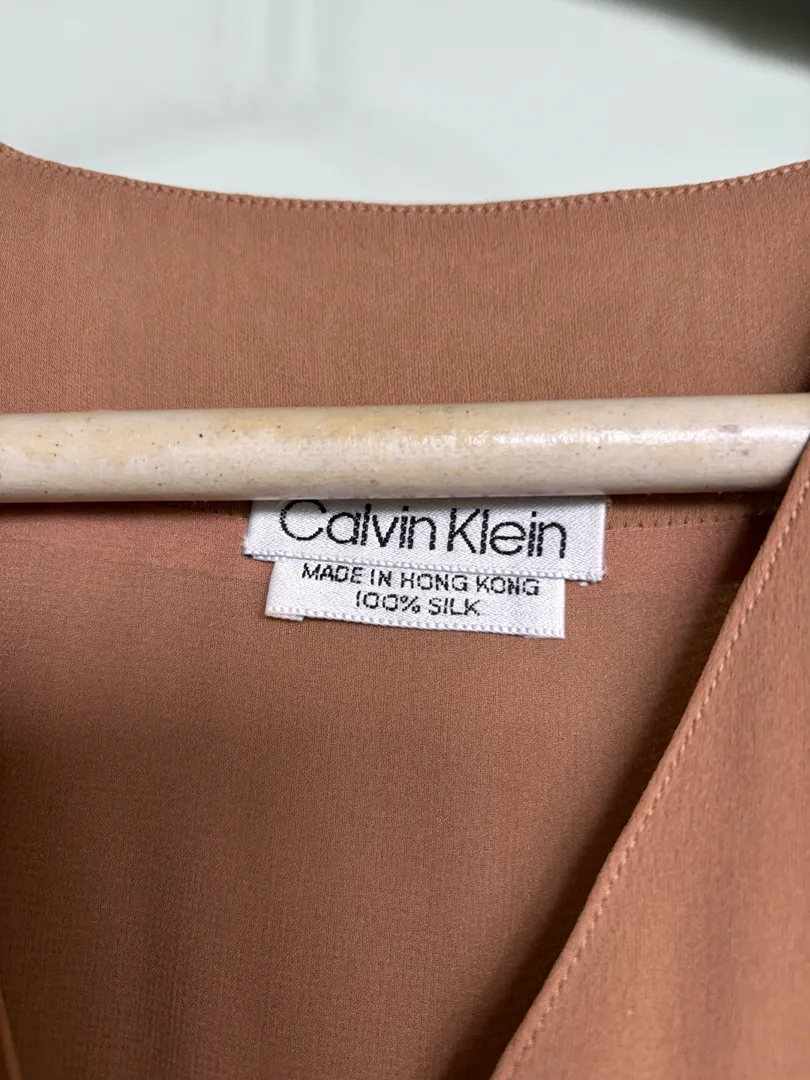 Calvin Klein
MADE IN HONG KONG
100% SILK